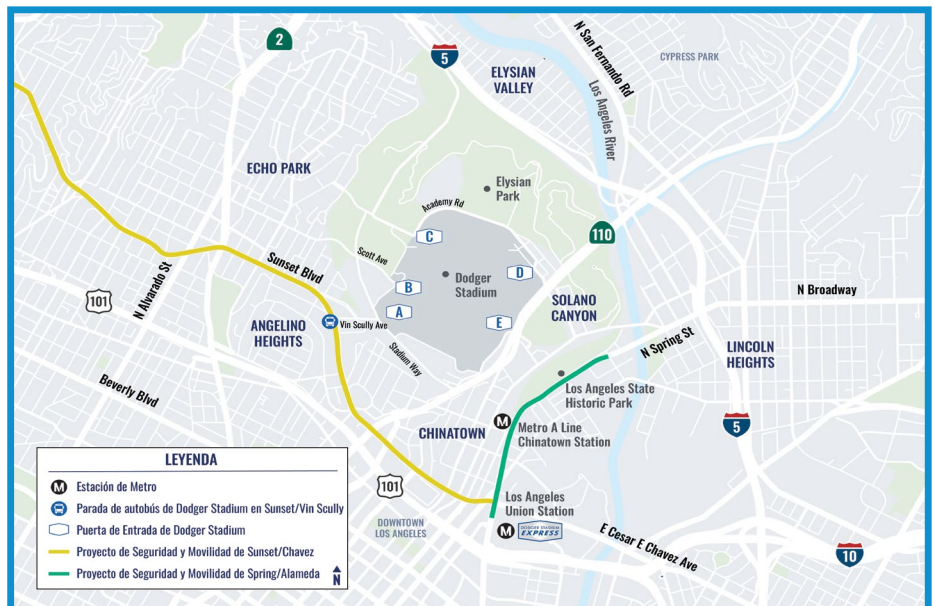 2
5
ELYSIAN
VALLEY
N San Fernando Rd
CYPRESS PARK
Los Angeles River
ECHO PARK
Elysian
Park
Academy Rd
C
110
Scott Ave
Sunset Blvd
Dodger
Stadium
D
B
N Alvarado St
101
A
E
SOLANO
CANYON
N Broadway
ANGELINO
HEIGHTS
Vin Scully Ave
Stadium Way
N Spring St
LINCOLN
HEIGHTS
Beverly Blvd
Los Angeles State
Historic Park
M
Metro A Line
Chinatown Station
5
CHINATOWN
101
Los Angeles
Union Station
DOWNTOWN
LOS ANGELES
M
DODGER STADIUM
EXPRESS
E Cesar E Chavez Ave
10
LEYENDA
M
Estación de Metro
Parada de autobús de Dodger Stadium en Sunset/Vin Scully
Puerta de Entrada de Dodger Stadium
Proyecto de Seguridad y Movilidad de Sunset/Chavez
Proyecto de Seguridad y Movilidad de Spring/Alameda
N